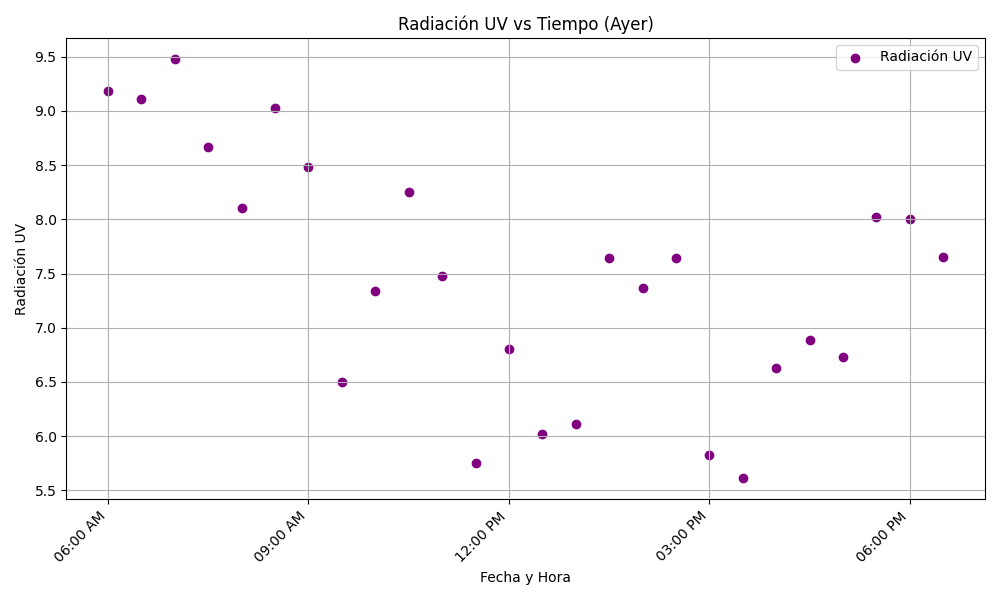 Radiación UV vs Tiempo (Ayer)
Radiación UV
9.5
9.0
8.5
8.0
7.5
7.0
6.5
6.0
5.5
Radiación UV
06:00 AM
09:00 AM
12:00 PM
03:00 PM
06:00 PM
Fecha y Hora